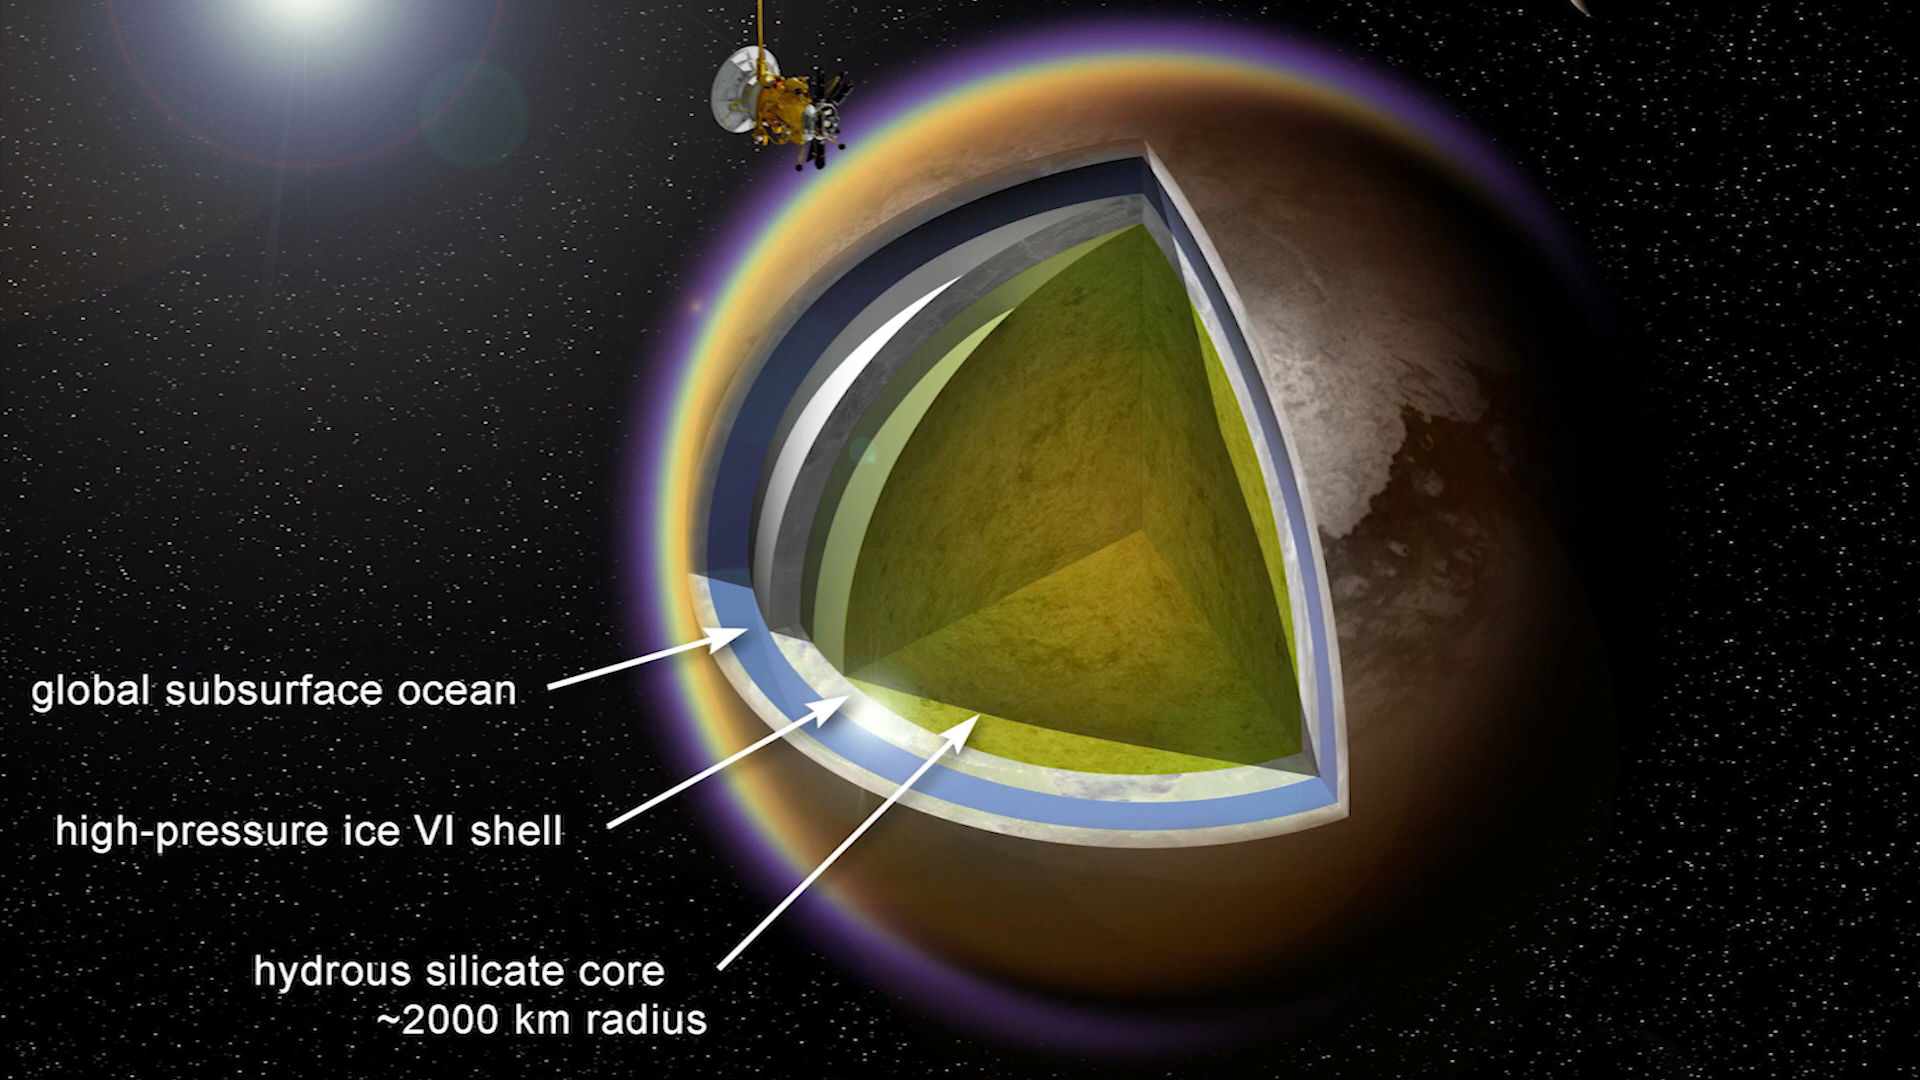 global subsurface ocean
high-pressure ice VI shell
hydrous silicate core
~2000 km radius